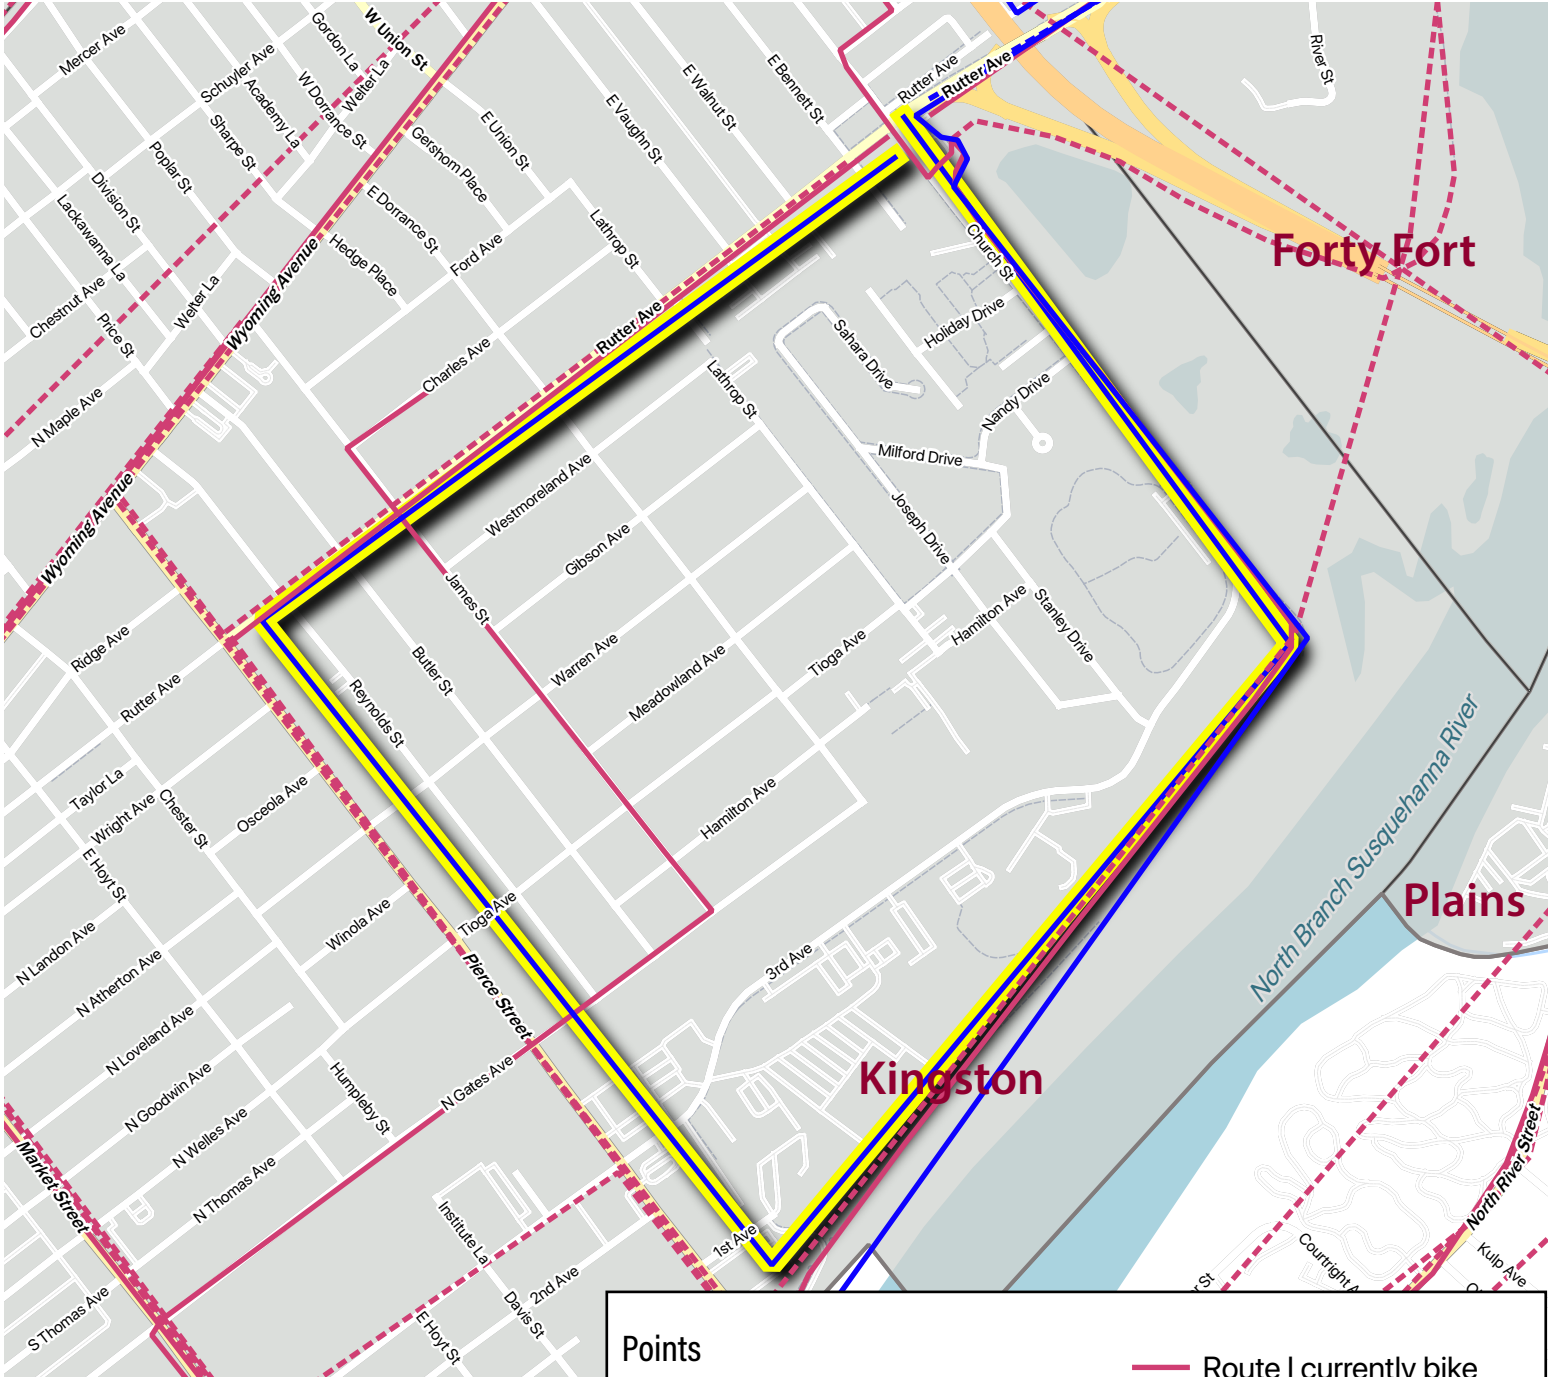 Mercer Ave
Gordon La
W Union St
Schuyler Ave
Academy La
W Dorrance St
Welter La
Sharpe St
Poplar St
Division St
Lackawanna La
Chestnut Ave
Price St
Welter La
Wyoming Avenue
Gershom Place
E Union St
E Dorrance St
Hedge Place
Ford Ave
Lathrop St
E Vaughn St
E Walnut St
E Bennett St
Rutter Ave
Rutter Ave
River St
Forty Fort
Church St
Holiday Drive
Sahara Drive
Nandy Drive
Milford Drive
Joseph Drive
Stanley Drive
Hamilton Ave
Rutter Ave
Charles Ave
Lathrop St
N Maple Ave
Wyoming Avenue
Westmoreland Ave
Gibson Ave
James St
Warren Ave
Meadowland Ave
Tioga Ave
Butler St
Reynolds St
Ridge Ave
Rutter Ave
Taylor La
Wright Ave
Chester St
Osceola Ave
E Hoyt St
Hamilton Ave
Winola Ave
Tioga Ave
Pierce Street
3rd Ave
N Landon Ave
N Atherton Ave
N Loveland Ave
N Goodwin Ave
N Welles Ave
N Thomas Ave
Humpleby St
N Gates Ave
Kingston
Plains
North Branch Susquehanna River
North River Street
Kulp Ave
Courtright A
r St
Market Street
S Thomas Ave
Institute La
Davis St
2nd Ave
1st Ave
E Hoyt St
Points
Route I currently bike